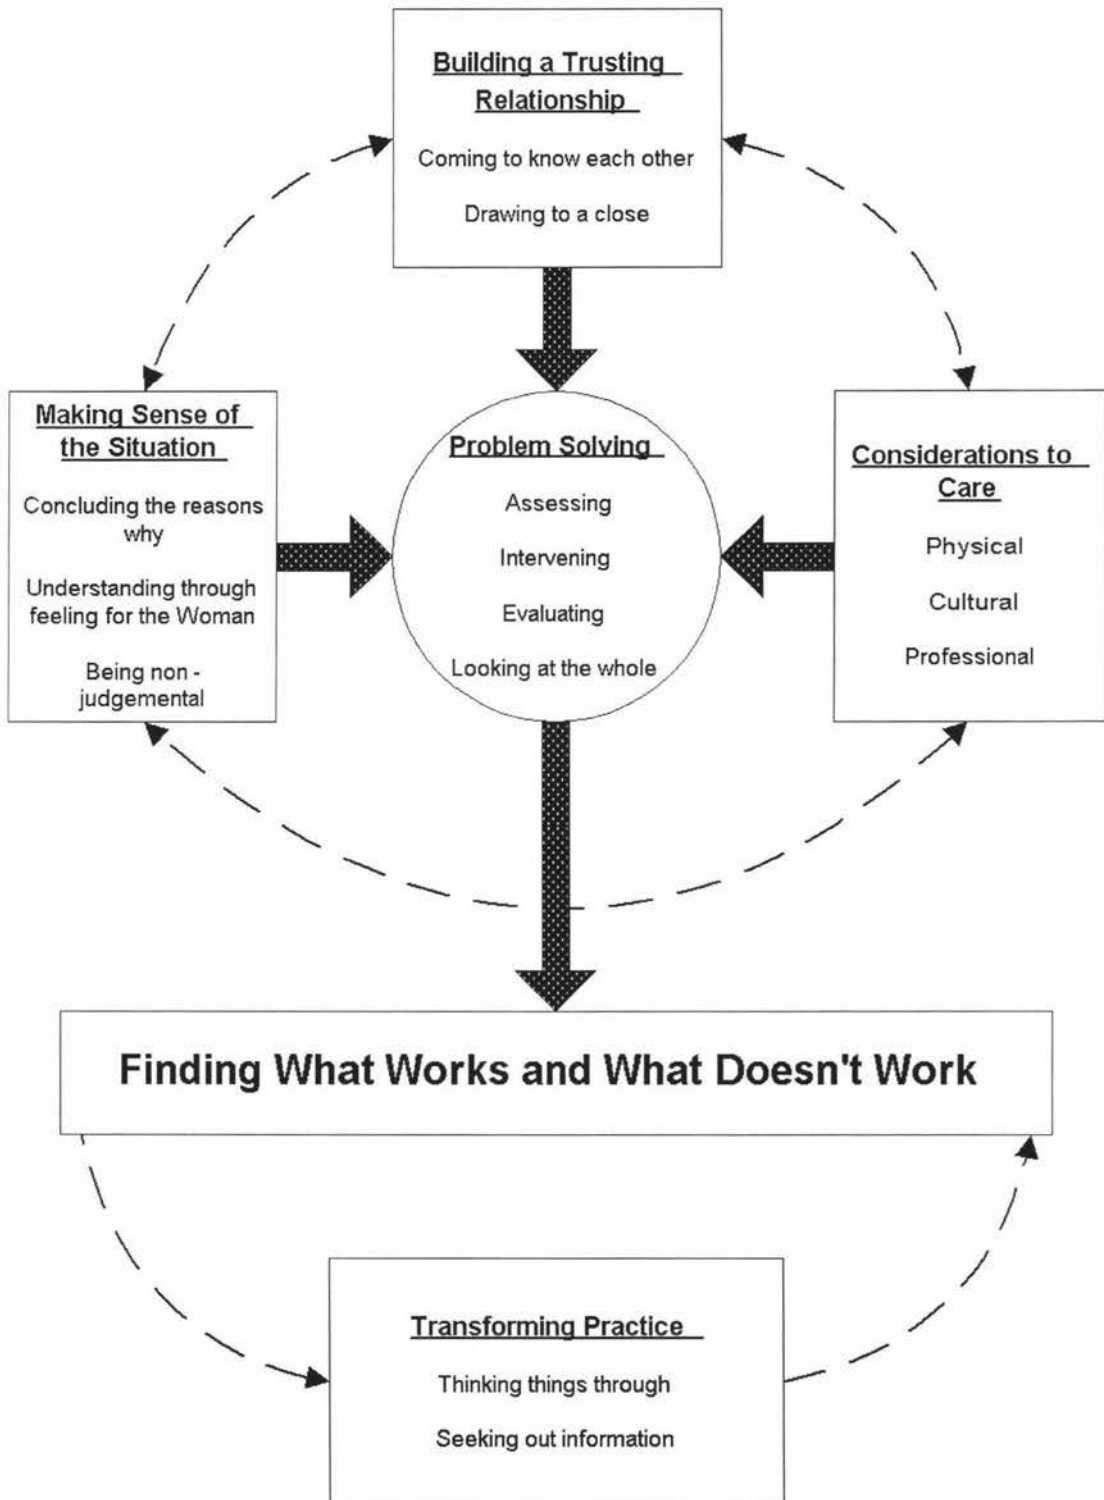 Building a Trusting
Relationship
Coming to know each other
Drawing to a close
Making Sense of
the Situation
Concluding the reasons
why
Understanding through
feeling for the Woman
Being non -
judgemental
Problem Solving
Assessing
Intervening
Evaluating
Looking at the whole
Considerations to
Care
Physical
Cultural
Professional
Finding What Works and What Doesn't Work
Transforming Practice
Thinking things through
Seeking out information